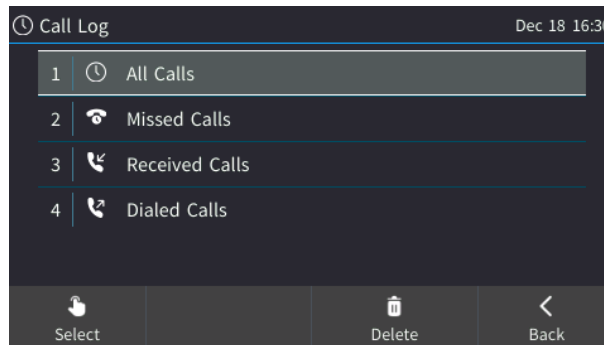 Call Log Dec 18 16:30
1 All Calls
2 Missed Calls
3 Received Calls
4 Dialed Calls
Select Delete Back